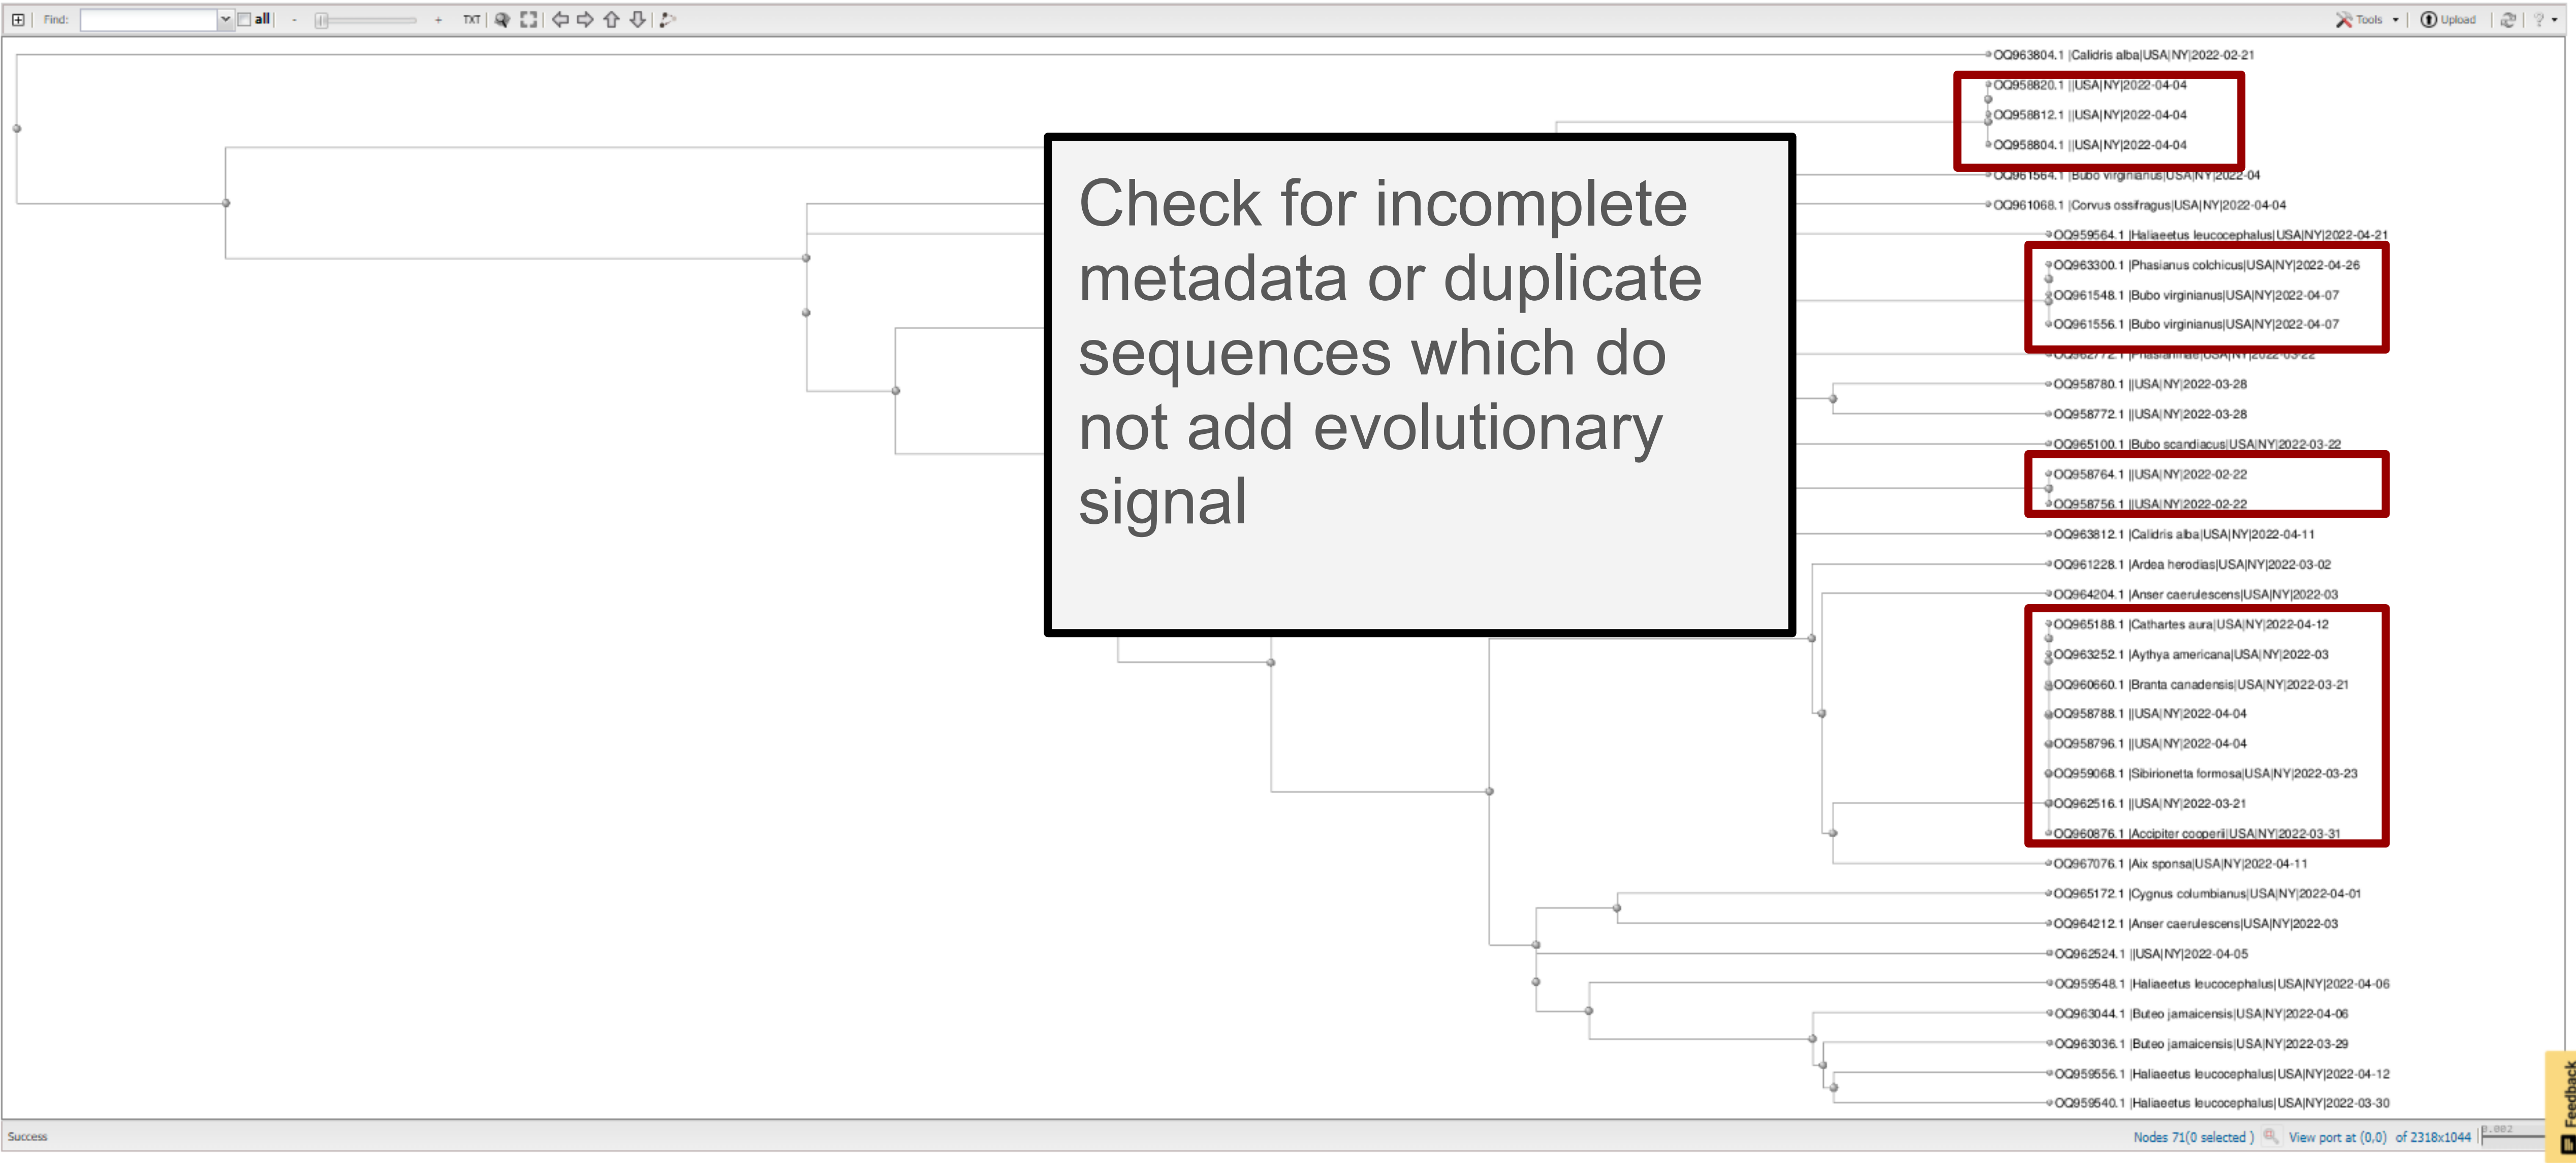 Find: all - + TXT Tools Upload ?
OQ963804.1 |Calidris alba|USA|NY|2022-02-21
OQ958820.1 ||USA|NY|2022-04-04
OQ958812.1 ||USA|NY|2022-04-04
OQ958804.1 ||USA|NY|2022-04-04
OQ961564.1 |Bubo virginianus|USA|NY|2022-04
OQ961068.1 |Corvus ossifragus|USA|NY|2022-04-04
OQ959564.1 |Haliaeetus leucocephalus|USA|NY|2022-04-21
OQ963300.1 |Phasianus colchicus|USA|NY|2022-04-26
OQ961548.1 |Bubo virginianus|USA|NY|2022-04-07
OQ961556.1 |Bubo virginianus|USA|NY|2022-04-07
OQ962772.1 |Phasianinae|USA|NY|2022-03-22
OQ958780.1 ||USA|NY|2022-03-28
OQ958772.1 ||USA|NY|2022-03-28
OQ965100.1 |Bubo scandiacus|USA|NY|2022-03-22
OQ958764.1 ||USA|NY|2022-02-22
OQ958756.1 ||USA|NY|2022-02-22
OQ963812.1 |Calidris alba|USA|NY|2022-04-11
OQ961228.1 |Ardea herodias|USA|NY|2022-03-02
OQ964204.1 |Anser caerulescens|USA|NY|2022-03
OQ965188.1 |Cathartes aura|USA|NY|2022-04-12
OQ963252.1 |Aythya americana|USA|NY|2022-03
OQ960660.1 |Branta canadensis|USA|NY|2022-03-21
OQ958788.1 ||USA|NY|2022-04-04
OQ958796.1 ||USA|NY|2022-04-04
OQ959068.1 |Sibirionetta formosa|USA|NY|2022-03-23
OQ962516.1 ||USA|NY|2022-03-21
OQ960876.1 |Accipiter cooperii|USA|NY|2022-03-31
OQ967076.1 |Aix sponsa|USA|NY|2022-04-11
OQ965172.1 |Cygnus columbianus|USA|NY|2022-04-01
OQ964212.1 |Anser caerulescens|USA|NY|2022-03
OQ962524.1 ||USA|NY|2022-04-05
OQ959548.1 |Haliaeetus leucocephalus|USA|NY|2022-04-06
OQ963044.1 |Buteo jamaicensis|USA|NY|2022-04-06
OQ963036.1 |Buteo jamaicensis|USA|NY|2022-03-29
OQ959556.1 |Haliaeetus leucocephalus|USA|NY|2022-04-12
OQ959540.1 |Haliaeetus leucocephalus|USA|NY|2022-03-30
Check for incomplete
metadata or duplicate
sequences which do
not add evolutionary
signal
Feedback
Success Nodes 71(0 selected ) View port at (0,0) of 2318x1044 0.002